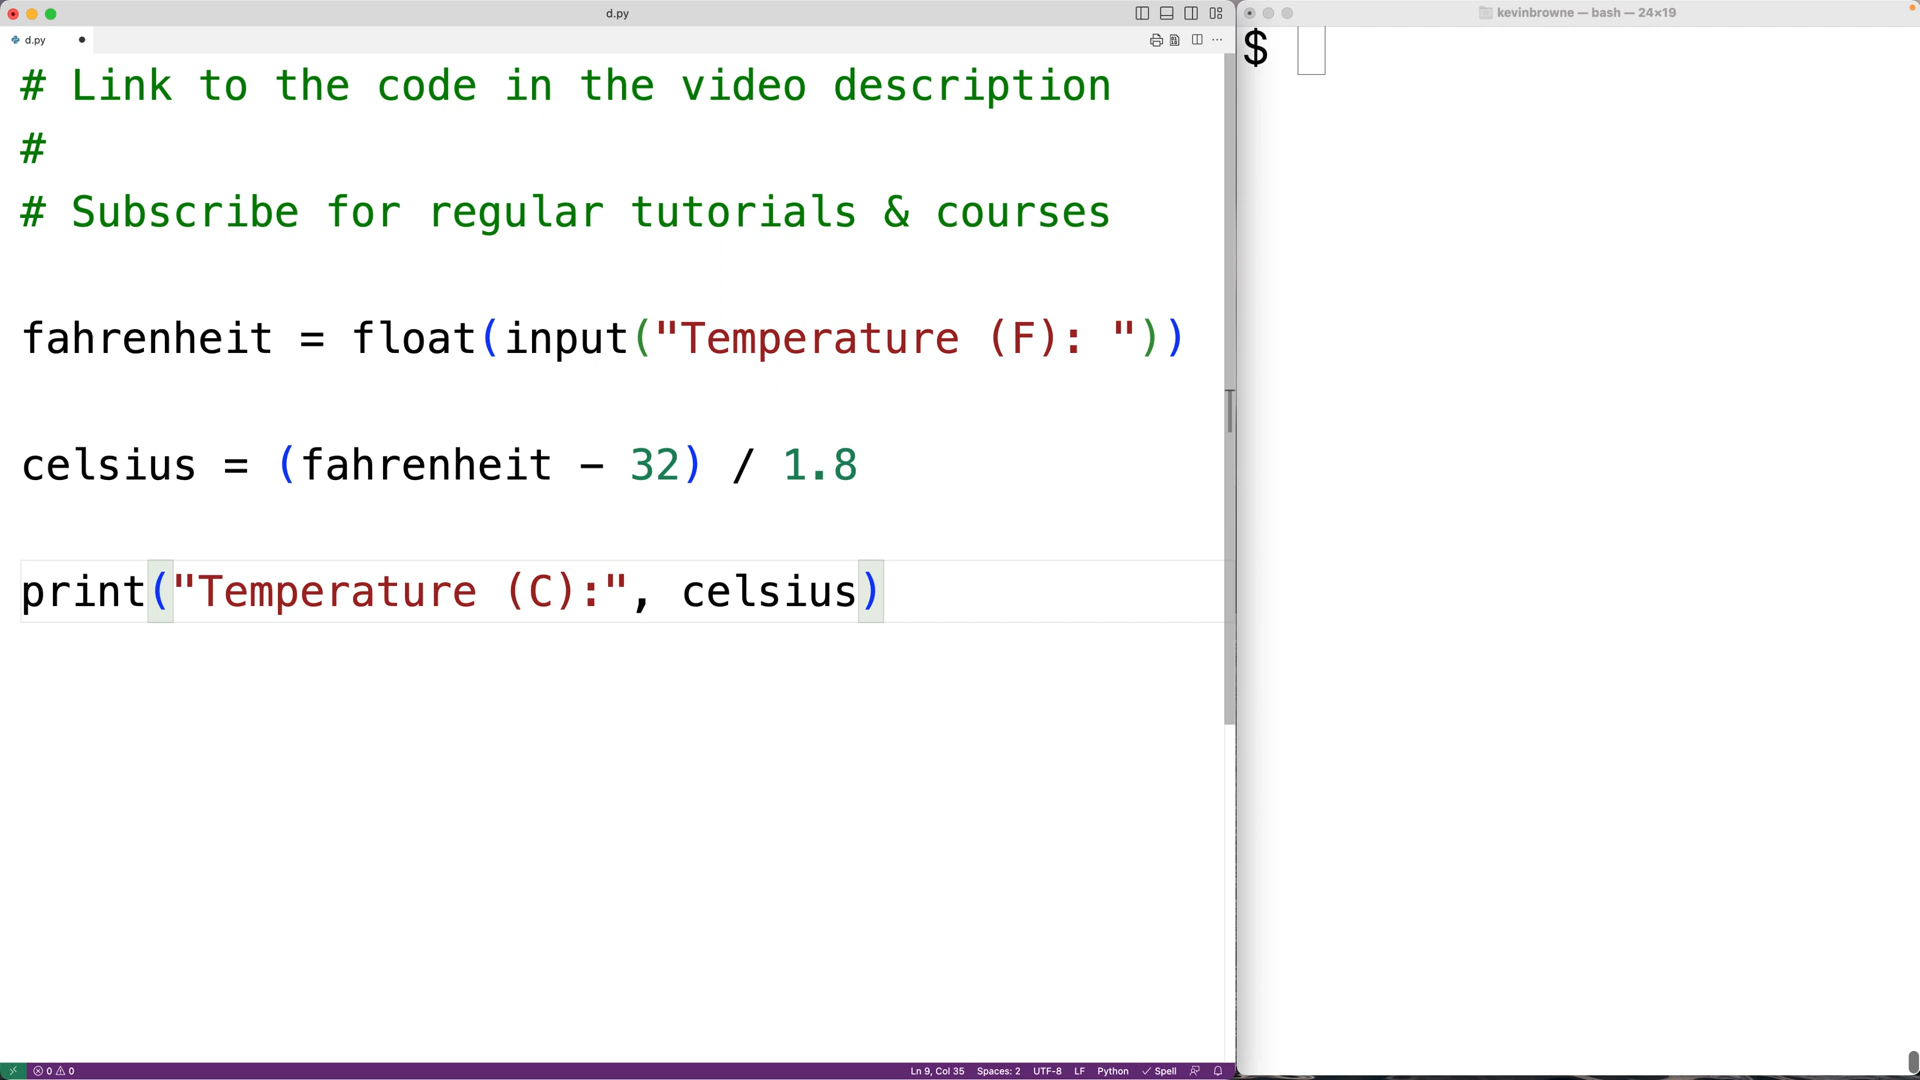 d.py
d.py
# Link to the code in the video description
#
# Subscribe for regular tutorials & courses
fahrenheit = float(input("Temperature (F): "))
celsius = (fahrenheit - 32) / 1.8
print("Temperature (C):", celsius)
0 0 Ln 9, Col 35 Spaces: 2 UTF-8 LF Python Spell
kevinbrowne — bash — 24×19
$